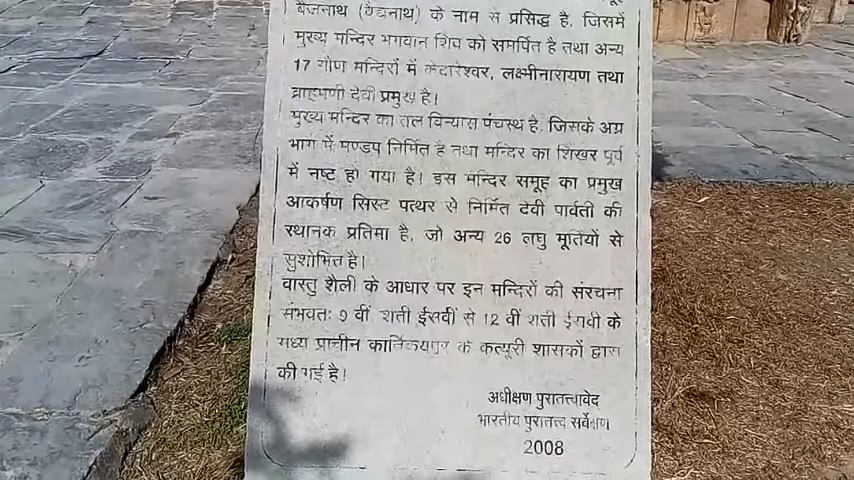 बैजनाथ (वैद्यनाथ) के नाम से प्रसिद्ध है, जिसमें
मुख्य मन्दिर भगवान शिव को समर्पित है तथा अन्य
17 गौण मन्दिरों में केदारेश्वर, लक्ष्मीनारायण तथा
ब्राह्मणी देवी प्रमुख है।
मुख्य मन्दिर का तल विन्यास पंचरथ है, जिसके अग्र
भाग में मण्डप निर्मित है तथा मन्दिर का शिखर पूर्व
में नष्ट हो गया है। इस मन्दिर समूह का प्रमुख
आकर्षण सिस्ट पत्थर से निर्मित देवी पार्वती की
स्थानक प्रतिमा है, जो अन्य 26 लघु मूर्तियों से
सुशोभित है।
वास्तु शैली के आधार पर इन मन्दिरों की संरचना
संभवतः 9 वीं शती ईसवीं से 12 वीं शती ईसवी के
मध्य प्राचीन कार्तिकेयपुर के कत्यूरी शासकों द्वारा
की गई है।
अधीक्षण पुरातत्त्वावेद
भारतीय पुरातत्त्व सर्वेक्षण
2008